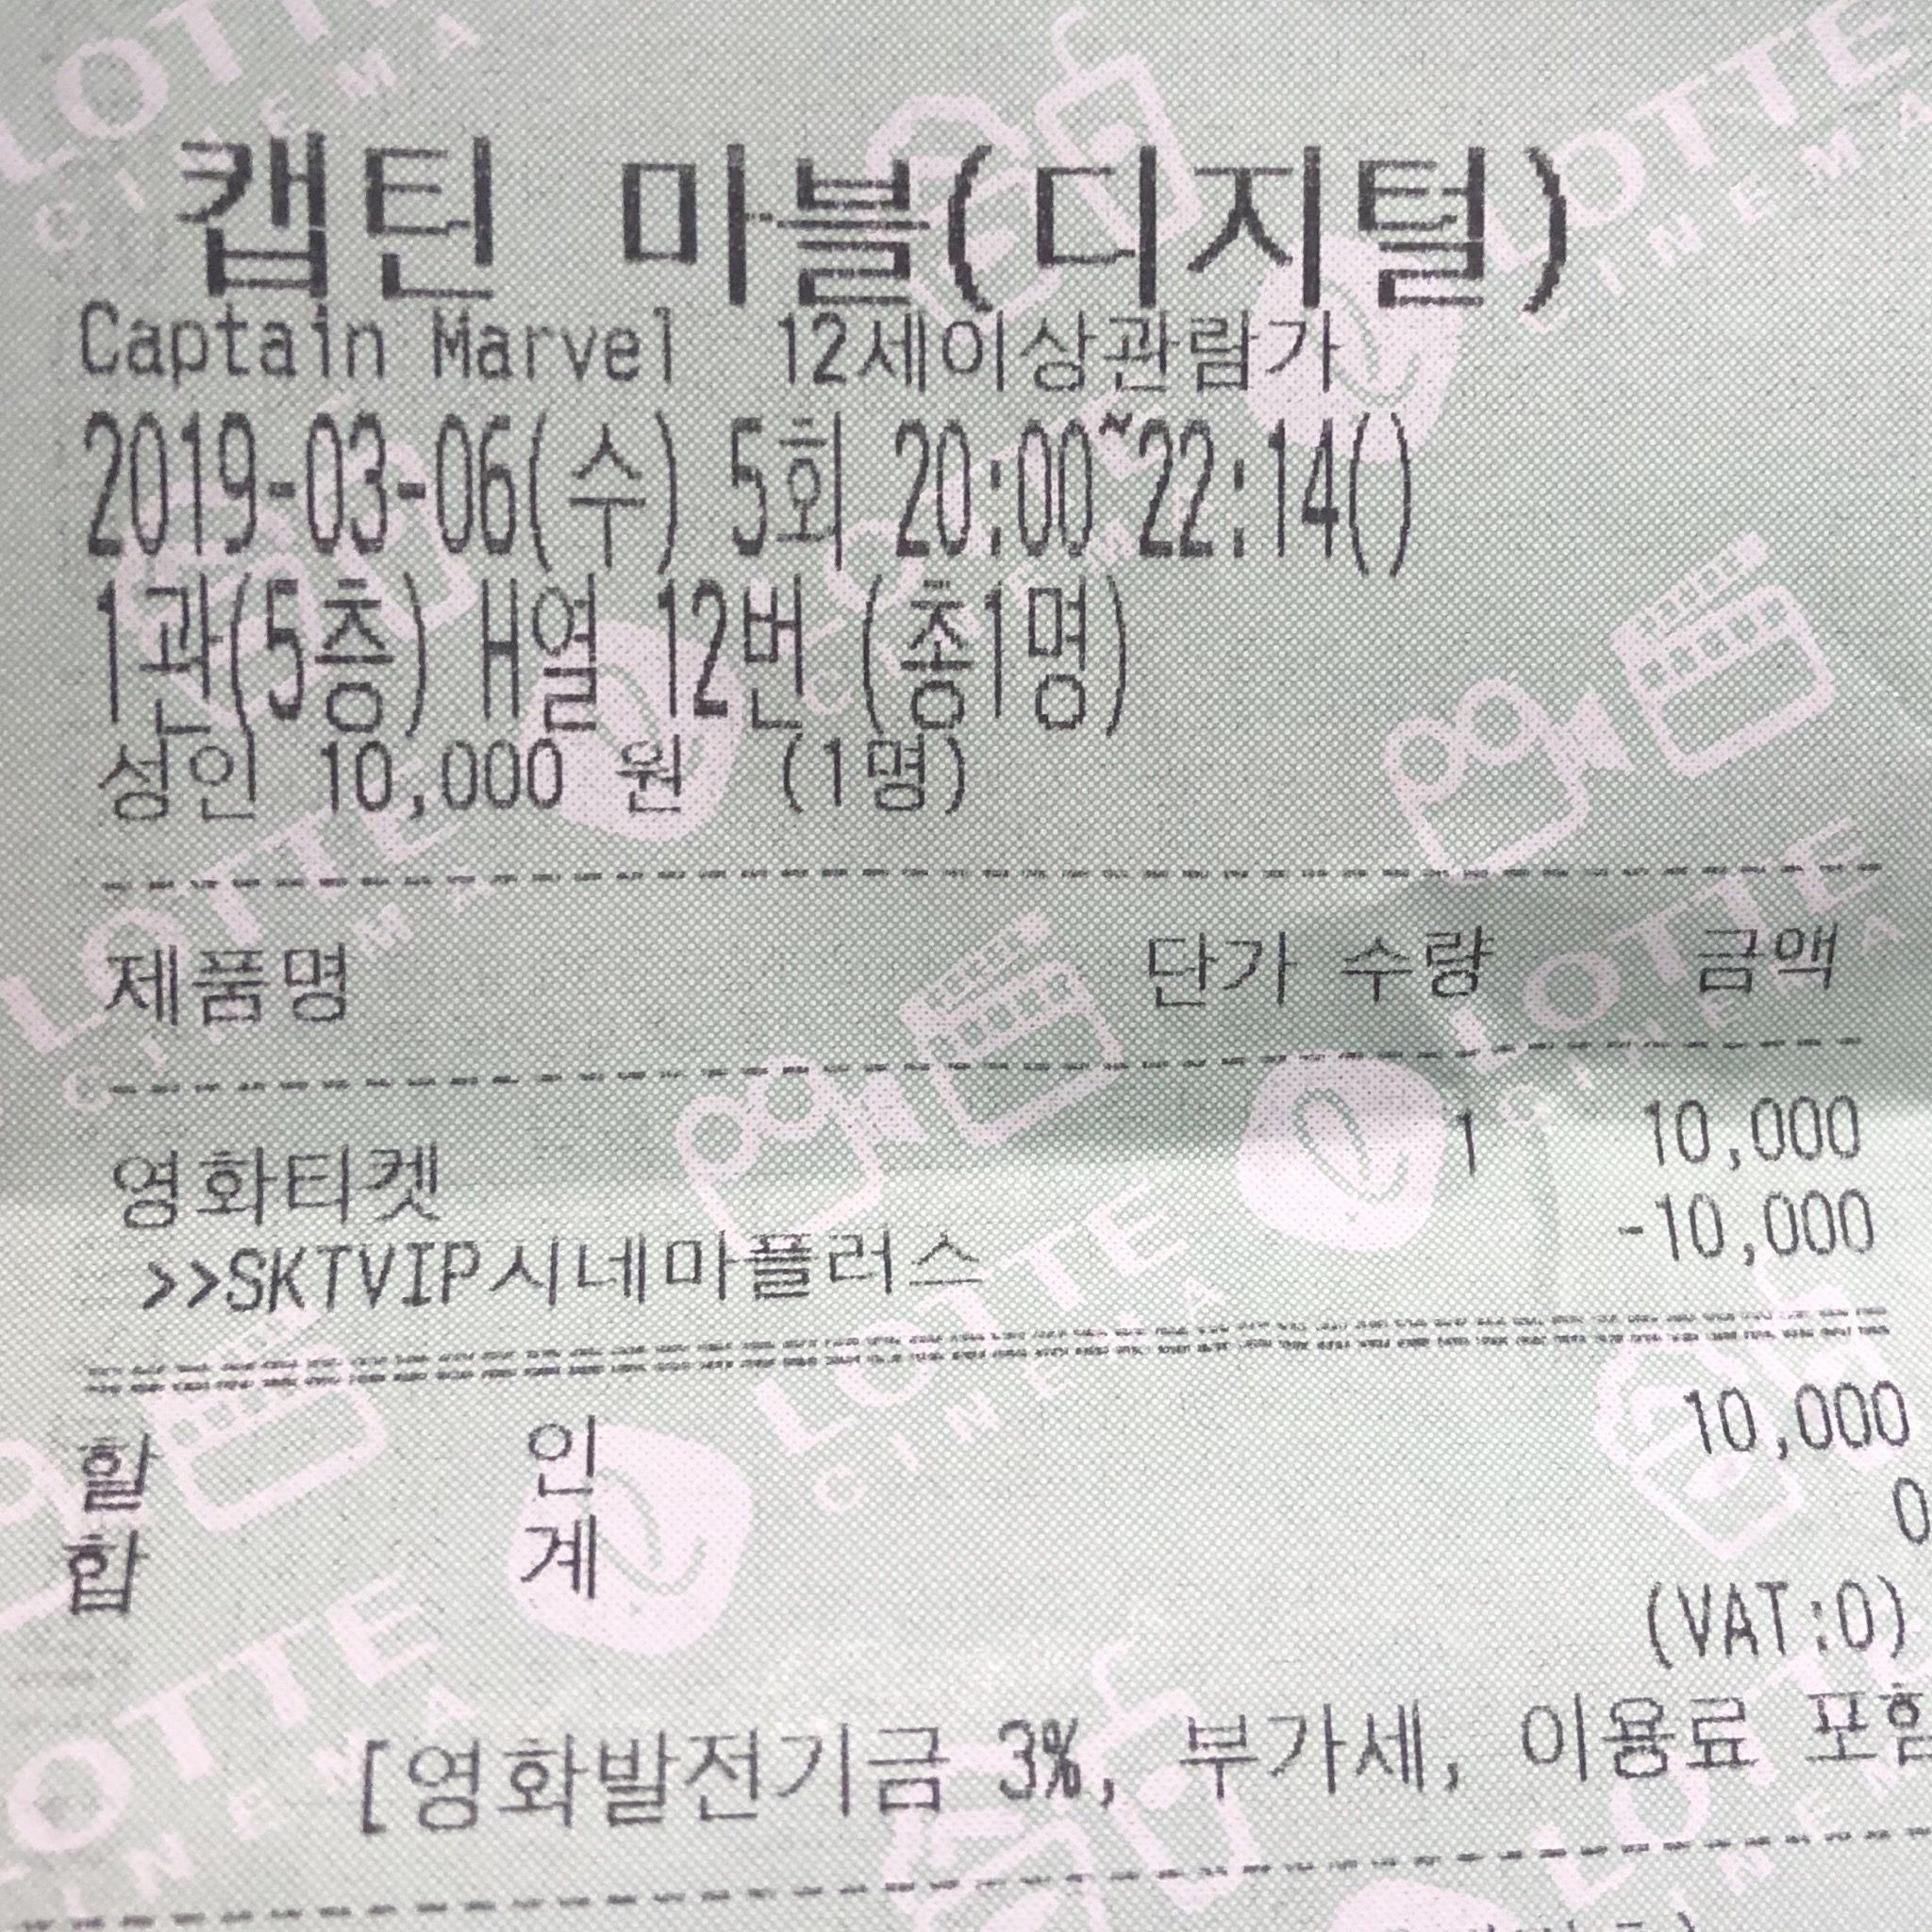 캡틴 마블(디지털)
Captain Marvel 12세이상관람가
2019-03-06(수) 5회 20:00~22:14()
1관(5층) H열 12번 (총1명)
성인 10,000 원 (1명)
제품명 단가 수량 금액
영화티켓 1 10,000
>>SKTVIP시네마플러스 -10,000
할 인 10,000
합 계 0
(VAT:0)
[영화발전기금 3%, 부가세, 이용료 포함